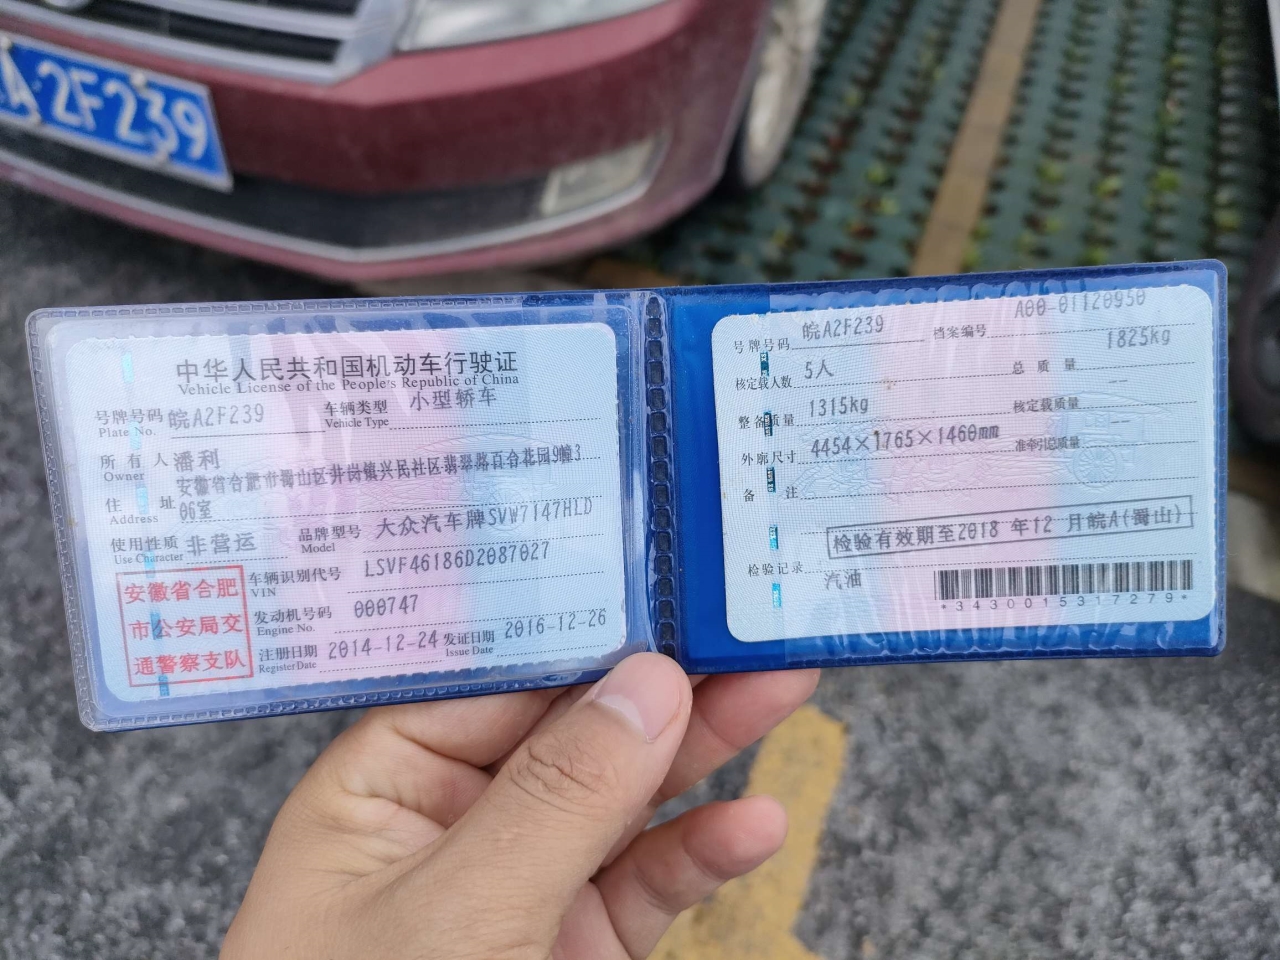 A2F239
中华人民共和国机动车行驶证
Vehicle License of the People's Republic of China
号牌号码 皖A2F239 车辆类型 小型轿车
Plate No. Vehicle Type
所有人 潘利
Owner
安徽省合肥市蜀山区井岗镇兴民社区翡翠路百合花园9幢3
住址 06室
Address
使用性质 非营运 品牌型号 大众汽车牌SVW7147HLD
Use Character Model
安徽省合肥
市公安局交
通警察支队
车辆识别代号 LSVF46186D2087027
VIN
发动机号码 000747
Engine No.
注册日期 2014-12-24 发证日期 2016-12-26
Register Date Issue Date
号牌号码 皖A2F239 档案编号 A00-01120950
核定载人数 5人 总质量 1825kg
整备质量 1315kg 核定载质量 --
外廓尺寸 4454×1765×1460mm 准牵引总质量 --
备注
检验有效期至2018年12月皖A(蜀山)
检验记录
汽油
*3430015317279*